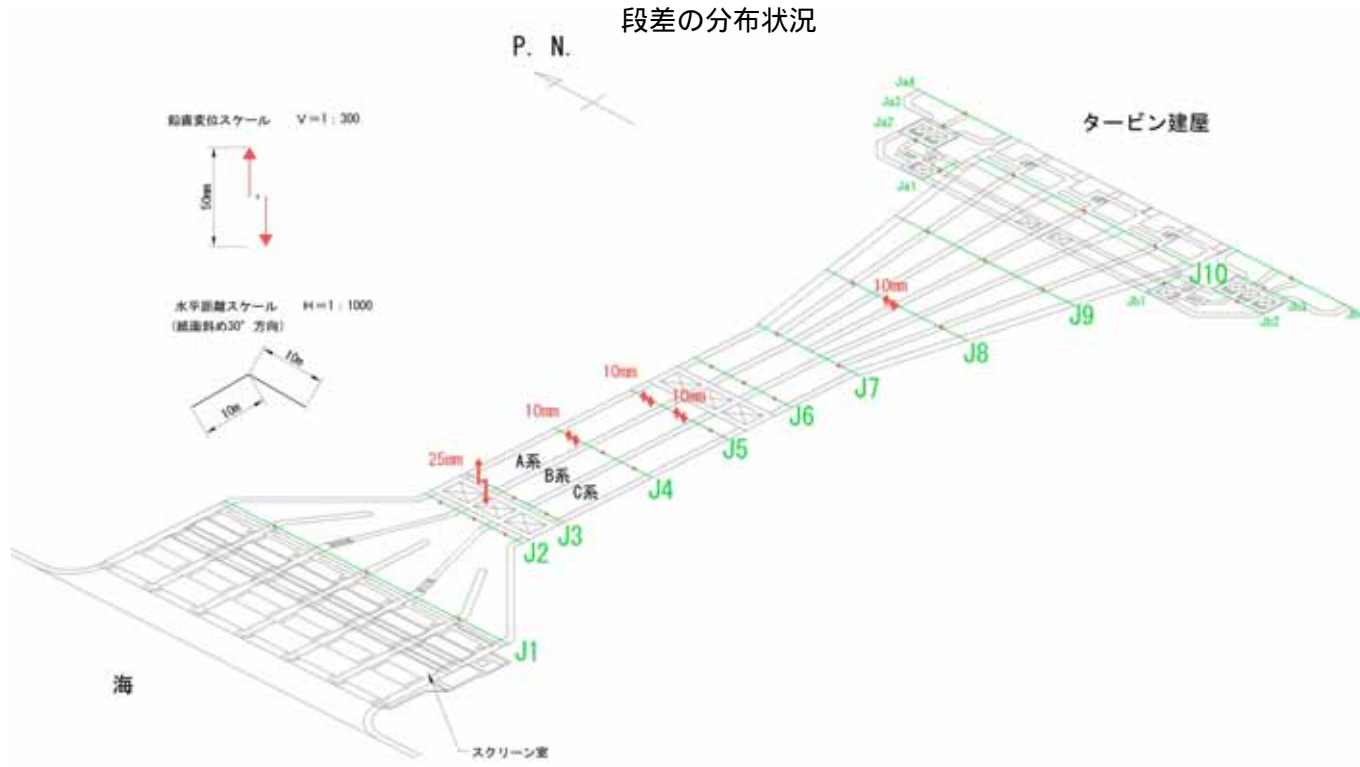 段差の分布状況
P. N.
鉛直変位スケール V=1:300
50mm
水平距離スケール H=1:1000
(紙面斜め30°方向)
10m
10m
タービン建屋
Ja4
Ja3
Ja2
Ja1
J10
Jb1
Jb2
Jb3
J9
10mm
J8
J7
10mm
10mm
J6
J5
10mm
25mm
A系
B系
C系
J4
J3
J2
J1
海
スクリーン室